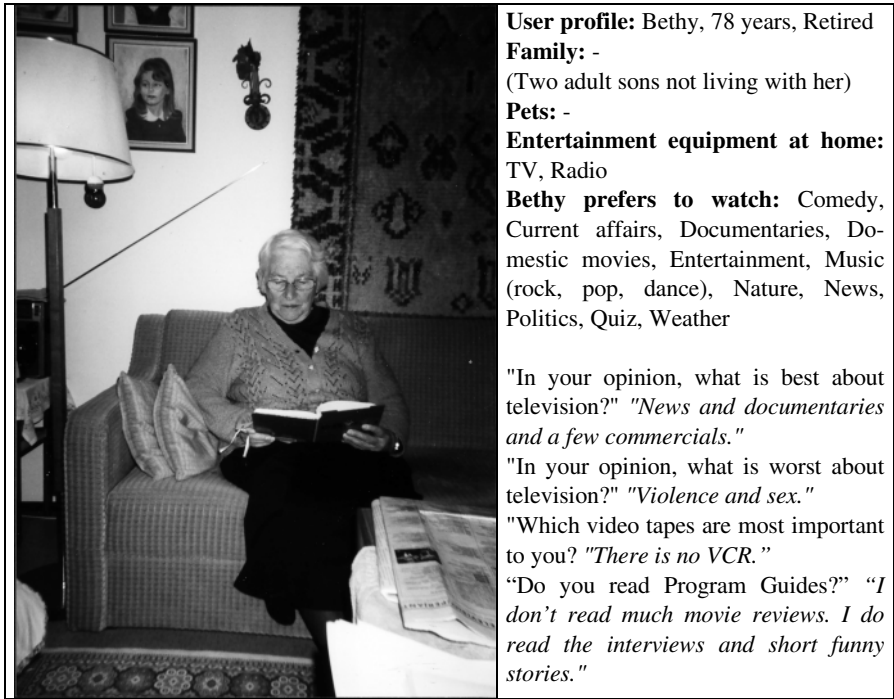 User profile: Bethy, 78 years, Retired
Family: -
(Two adult sons not living with her)
Pets: -
Entertainment equipment at home:
TV, Radio
Bethy prefers to watch: Comedy,
Current affairs, Documentaries, Do-
mestic movies, Entertainment, Music
(rock, pop, dance), Nature, News,
Politics, Quiz, Weather
"In your opinion, what is best about
television?" "News and documentaries
and a few commercials."
"In your opinion, what is worst about
television?" "Violence and sex."
"Which video tapes are most important
to you? "There is no VCR.”
“Do you read Program Guides?” “I
don’t read much movie reviews. I do
read the interviews and short funny
stories."